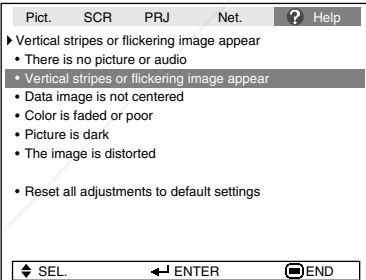 Pict. SCR PRJ Net. ? Help
Vertical stripes or flickering image appear
• There is no picture or audio
• Vertical stripes or flickering image appear
• Data image is not centered
• Color is faded or poor
• Picture is dark
• The image is distorted
• Reset all adjustments to default settings
SEL. ENTER END